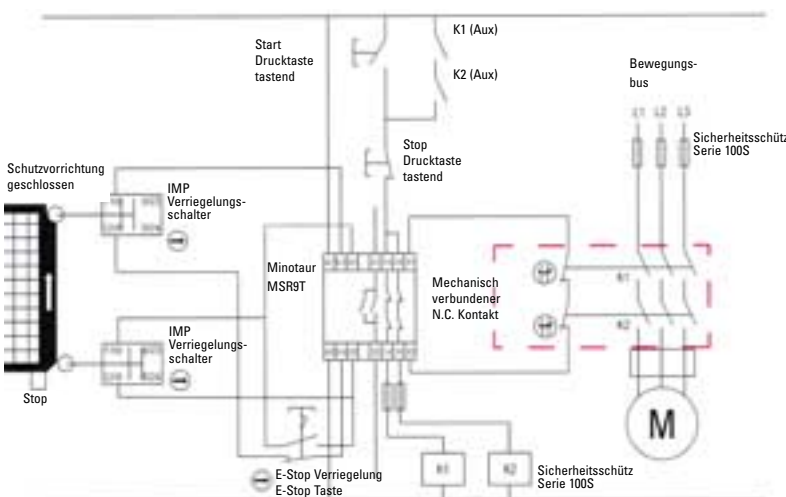 K1 (Aux)
Start
Drucktaste
tastend
K2 (Aux)
Bewegungs-
bus
L1 L2 L3
Stop
Drucktaste
tastend
Sicherheitsschütz
Serie 100S
Schutzvorrichtung
geschlossen
IMP
Verriegelungs-
schalter
Minotaur
MSR9T
Mechanisch
verbundener
N.C. Kontakt
K1
K2
IMP
Verriegelungs-
schalter
Stop
M
E-Stop Verriegelung
E-Stop Taste
K1
K2
Sicherheitsschütz
Serie 100S